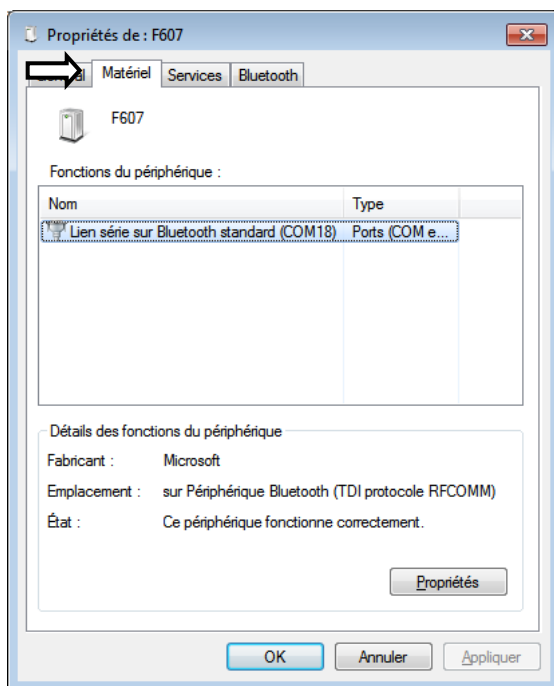 Propriétés de : F607
Matériel Services Bluetooth
F607
Fonctions du périphérique :
Nom Type
Lien série sur Bluetooth standard (COM18) Ports (COM e...
Détails des fonctions du périphérique
Fabricant : Microsoft
Emplacement : sur Périphérique Bluetooth (TDI protocole RFCOMM)
État : Ce périphérique fonctionne correctement.
Propriétés
OK Annuler Appliquer